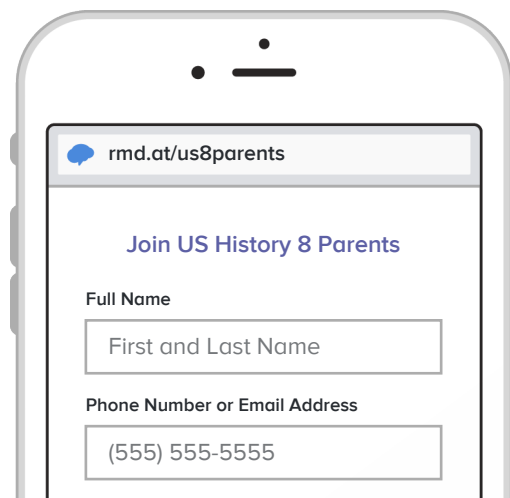 rmd.at/us8parents
Join US History 8 Parents
Full Name
First and Last Name
Phone Number or Email Address
(555) 555-5555